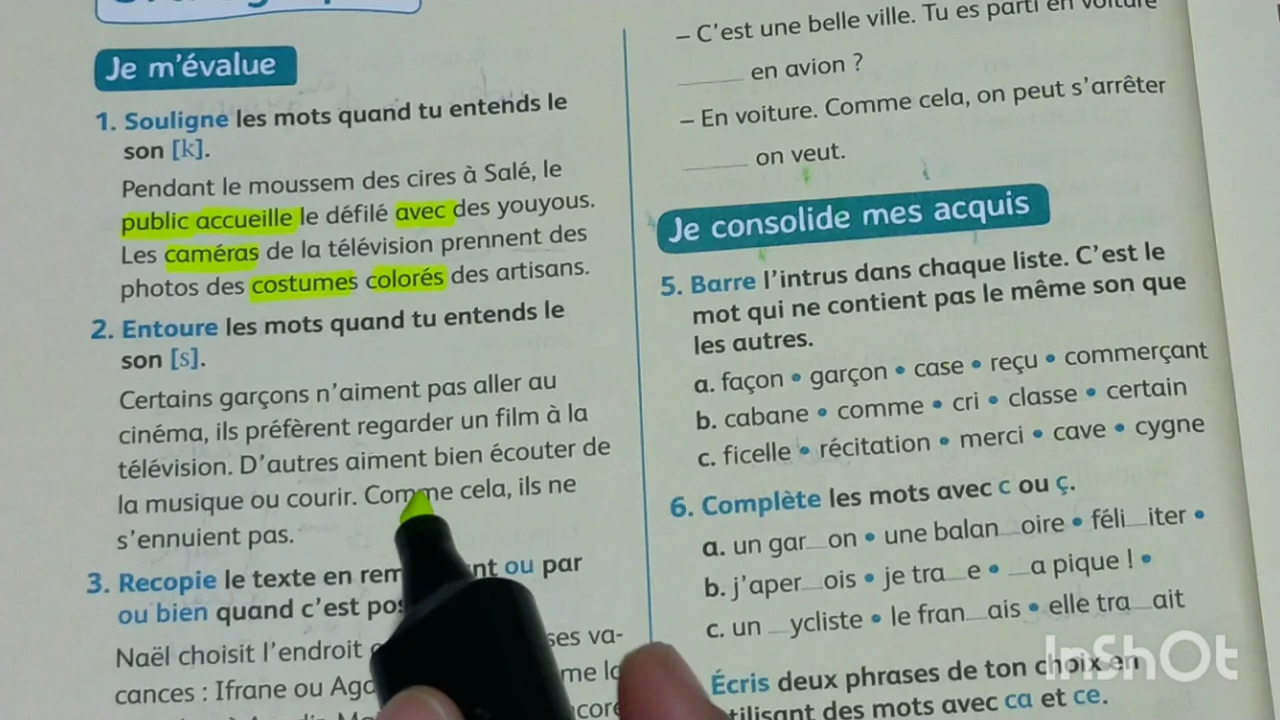 Je m'évalue
1. Souligne les mots quand tu entends le
son [k].
Pendant le moussem des cires à Salé, le
public accueille le défilé avec des youyous.
Les caméras de la télévision prennent des
photos des costumes colorés des artisans.
2. Entoure les mots quand tu entends le
son [s].
Certains garçons n'aiment pas aller au
cinéma, ils préfèrent regarder un film à la
télévision. D'autres aiment bien écouter de
la musique ou courir. Comme cela, ils ne
s'ennuient pas.
3. Recopie le texte en ou par
ou bien quand c'est
Naël choisit l'endroit ses va-
cances : Ifrane ou
– C'est une belle ville. Tu es parti en voiture
____ en avion ?
– En voiture. Comme cela, on peut s'arrêter
____ on veut.
Je consolide mes acquis
5. Barre l'intrus dans chaque liste. C'est le
mot qui ne contient pas le même son que
les autres.
a. façon • garçon • case • reçu • commerçant
b. cabane • comme • cri • classe • certain
c. ficelle • récitation • merci • cave • cygne
6. Complète les mots avec c ou ç.
a. un gar__on • une balan__oire • féli__iter •
b. j'aper__ois • je tra__e • __a pique ! •
c. un __ycliste • le fran__ais • elle tra__ait
Écris deux phrases de ton choix en
utilisant des mots avec ca et ce.
InShOt